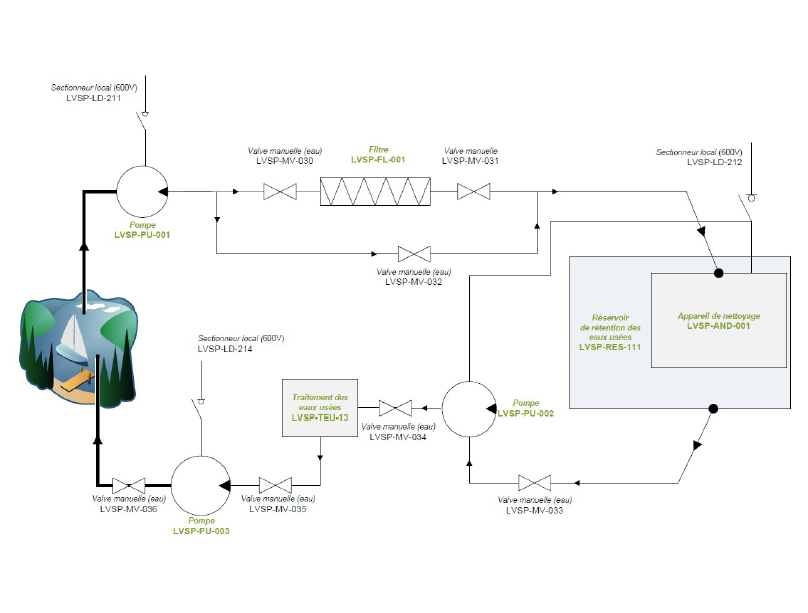 Sectionneur local (600V)
LVSP-LD-211
Valve manuelle (eau)
LVSP-MV-030
Filtre
LVSP-FL-001
Valve manuelle
LVSP-MV-031
Sectionneur local (600V)
LVSP-LD-212
Pompe
LVSP-PU-001
Valve manuelle (eau)
LVSP-MV-032
Réservoir
de rétention des
eaux usées
LVSP-RES-111
Appareil de nettoyage
LVSP-AND-001
Sectionneur local (600V)
LVSP-LD-214
Traitement des
eaux usées
LVSP-TEU-13
Valve manuelle (eau)
LVSP-MV-034
Pompe
LVSP-PU-002
Valve manuelle (eau)
LVSP-MV-036
Valve manuelle (eau)
LVSP-MV-035
Valve manuelle (eau)
LVSP-MV-033
Pompe
LVSP-PU-003